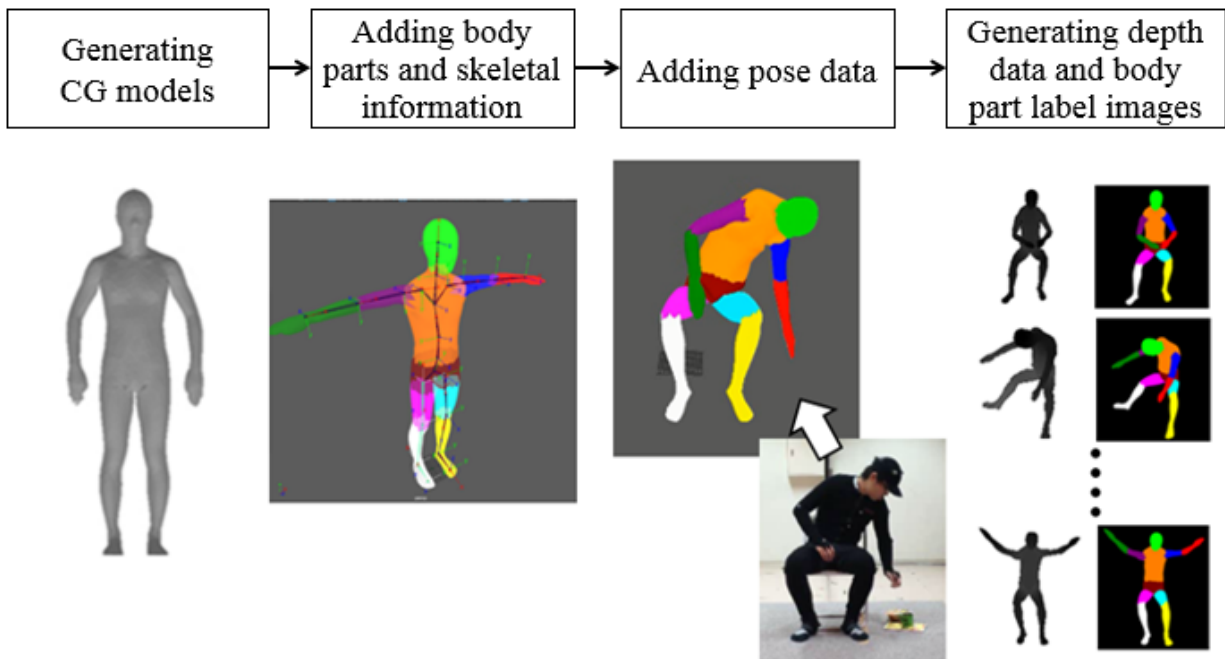 Generating
CG models
Adding body
parts and skeletal
information
Adding pose data
Generating depth
data and body
part label images